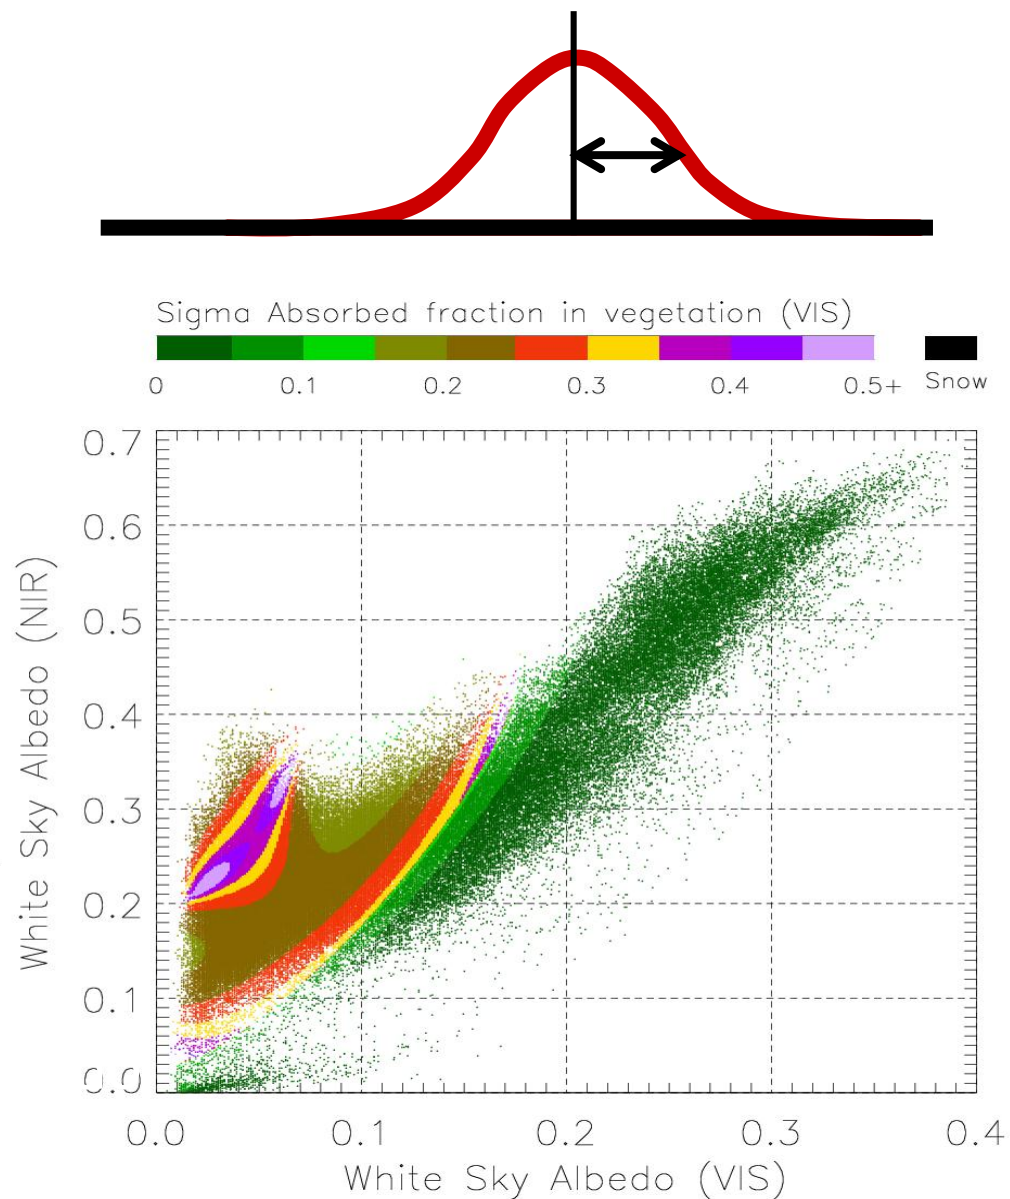 Sigma Absorbed fraction in vegetation (VIS)
0 0.1 0.2 0.3 0.4 0.5+ Snow
0.7
0.6
0.5
0.4
0.3
0.2
0.1
0.0
White Sky Albedo (NIR)
0.0 0.1 0.2 0.3 0.4
White Sky Albedo (VIS)